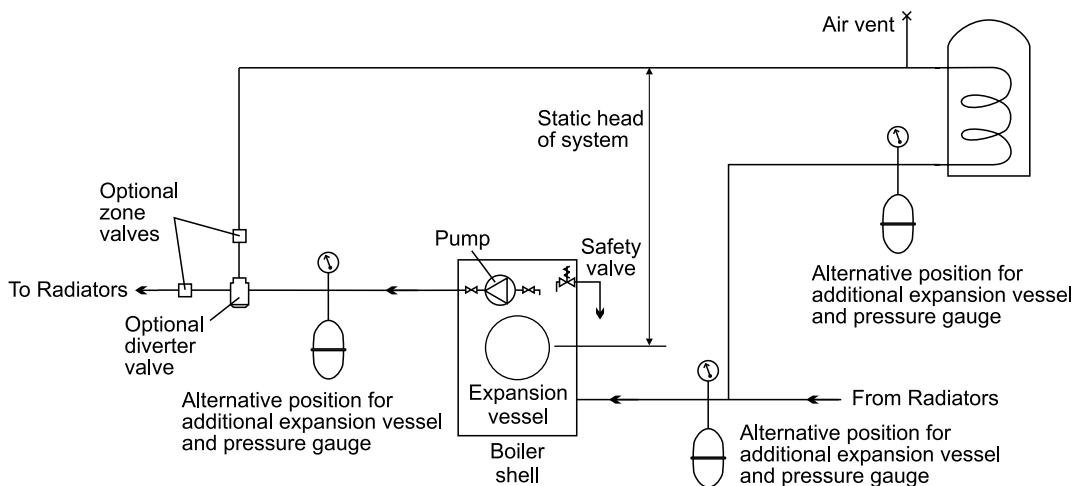 Air vent
Static head
of system
Optional
zone
valves
Pump
Safety
valve
To Radiators
Optional
diverter
valve
Alternative position for
additional expansion vessel
and pressure gauge
Expansion
vessel
Boiler
shell
From Radiators
Alternative position for
additional expansion vessel
and pressure gauge
Alternative position for
additional expansion vessel
and pressure gauge